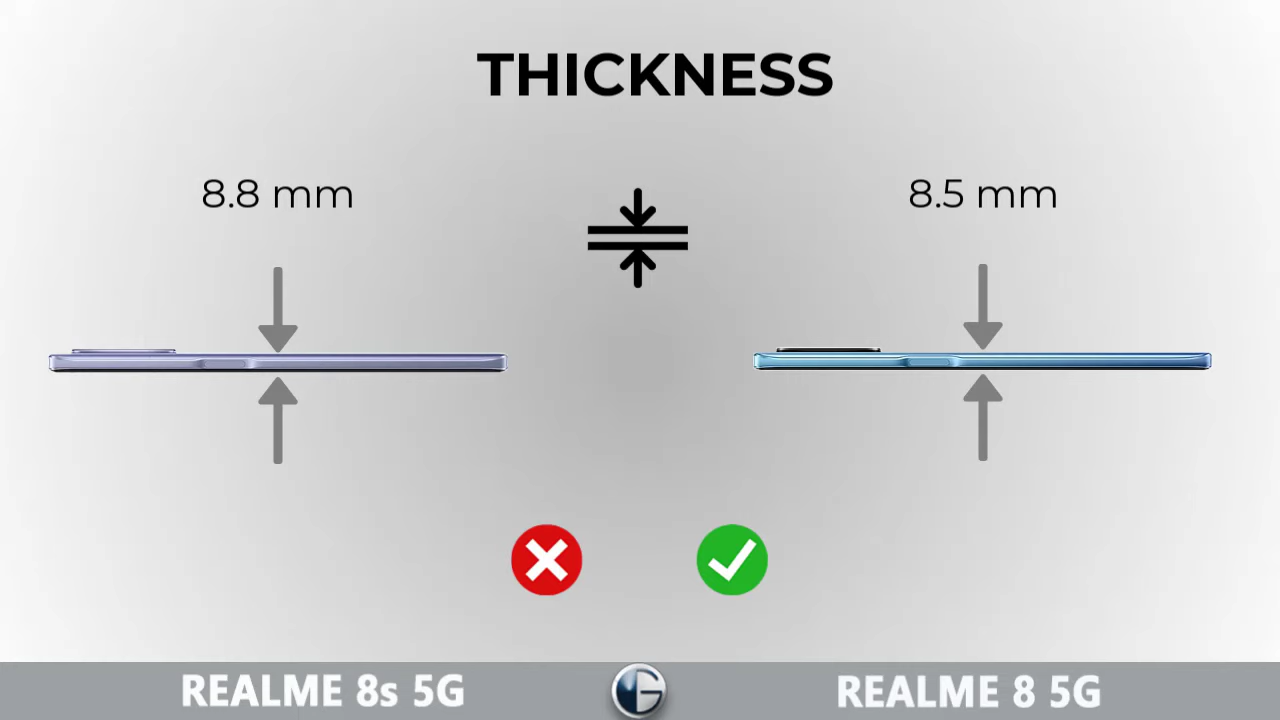 THICKNESS
8.8 mm
8.5 mm
REALME 8s 5G
G
REALME 8 5G